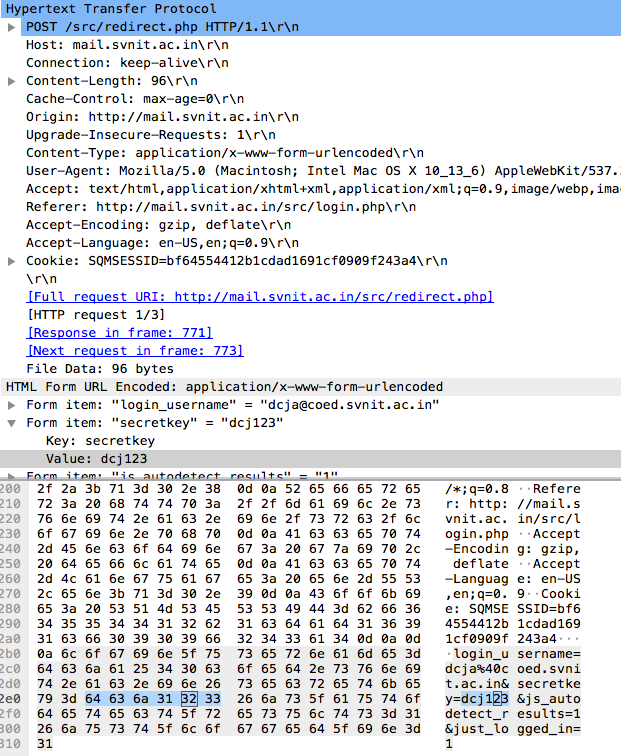 Hypertext Transfer Protocol
POST /src/redirect.php HTTP/1.1\r\n
Host: mail.svnit.ac.in\r\n
Connection: keep-alive\r\n
Content-Length: 96\r\n
Cache-Control: max-age=0\r\n
Origin: http://mail.svnit.ac.in\r\n
Upgrade-Insecure-Requests: 1\r\n
Content-Type: application/x-www-form-urlencoded\r\n
User-Agent: Mozilla/5.0 (Macintosh; Intel Mac OS X 10_13_6) AppleWebKit/537.
Accept: text/html,application/xhtml+xml,application/xml;q=0.9,image/webp,ima
Referer: http://mail.svnit.ac.in/src/login.php\r\n
Accept-Encoding: gzip, deflate\r\n
Accept-Language: en-US,en;q=0.9\r\n
Cookie: SQMSESSID=bf64554412b1cdad1691cf0909f243a4\r\n
\r\n
[Full request URI: http://mail.svnit.ac.in/src/redirect.php]
[HTTP request 1/3]
[Response in frame: 771]
[Next request in frame: 773]
File Data: 96 bytes
HTML Form URL Encoded: application/x-www-form-urlencoded
Form item: "login_username" = "dcja@coed.svnit.ac.in"
Form item: "secretkey" = "dcj123"
Key: secretkey
Value: dcj123
Form item: "js_autodetect_results" = "1"
200 2f 2a 3b 71 3d 30 2e 38 0d 0a 52 65 66 65 72 65 /*;q=0.8 ··Refere
210 72 3a 20 68 74 74 70 3a 2f 2f 6d 61 69 6c 2e 73 r: http: //mail.s
220 76 6e 69 74 2e 61 63 2e 69 6e 2f 73 72 63 2f 6c vnit.ac. in/src/l
230 6f 67 69 6e 2e 70 68 70 0d 0a 41 63 63 65 70 74 ogin.php ··Accept
240 2d 45 6e 63 6f 64 69 6e 67 3a 20 67 7a 69 70 2c -Encodin g: gzip,
250 20 64 65 66 6c 61 74 65 0d 0a 41 63 63 65 70 74 deflate ··Accept
260 2d 4c 61 6e 67 75 61 67 65 3a 20 65 6e 2d 55 53 -Languag e: en-US
270 2c 65 6e 3b 71 3d 30 2e 39 0d 0a 43 6f 6f 6b 69 ,en;q=0. 9··Cooki
280 65 3a 20 53 51 4d 53 45 53 53 49 44 3d 62 66 36 e: SQMSE SSID=bf6
290 34 35 35 34 34 31 32 62 31 63 64 61 64 31 36 39 4554412b 1cdad169
2a0 31 63 66 30 39 30 39 66 32 34 33 61 34 0d 0a 0d 1cf0909f 243a4···
2b0 0a 6c 6f 67 69 6e 5f 75 73 65 72 6e 61 6d 65 3d ·login_u sername=
2c0 64 63 6a 61 25 34 30 63 6f 65 64 2e 73 76 6e 69 dcja%40c oed.svni
2d0 74 2e 61 63 2e 69 6e 26 73 65 63 72 65 74 6b 65 t.ac.in& secretke
2e0 79 3d 64 63 6a 31 32 33 26 6a 73 5f 61 75 74 6f y=dcj123 &js_auto
2f0 64 65 74 65 63 74 5f 72 65 73 75 6c 74 73 3d 31 detect_r esults=1
300 26 6a 75 73 74 5f 6c 6f 67 67 65 64 5f 69 6e 3d &just_lo gged_in=
310 31 1